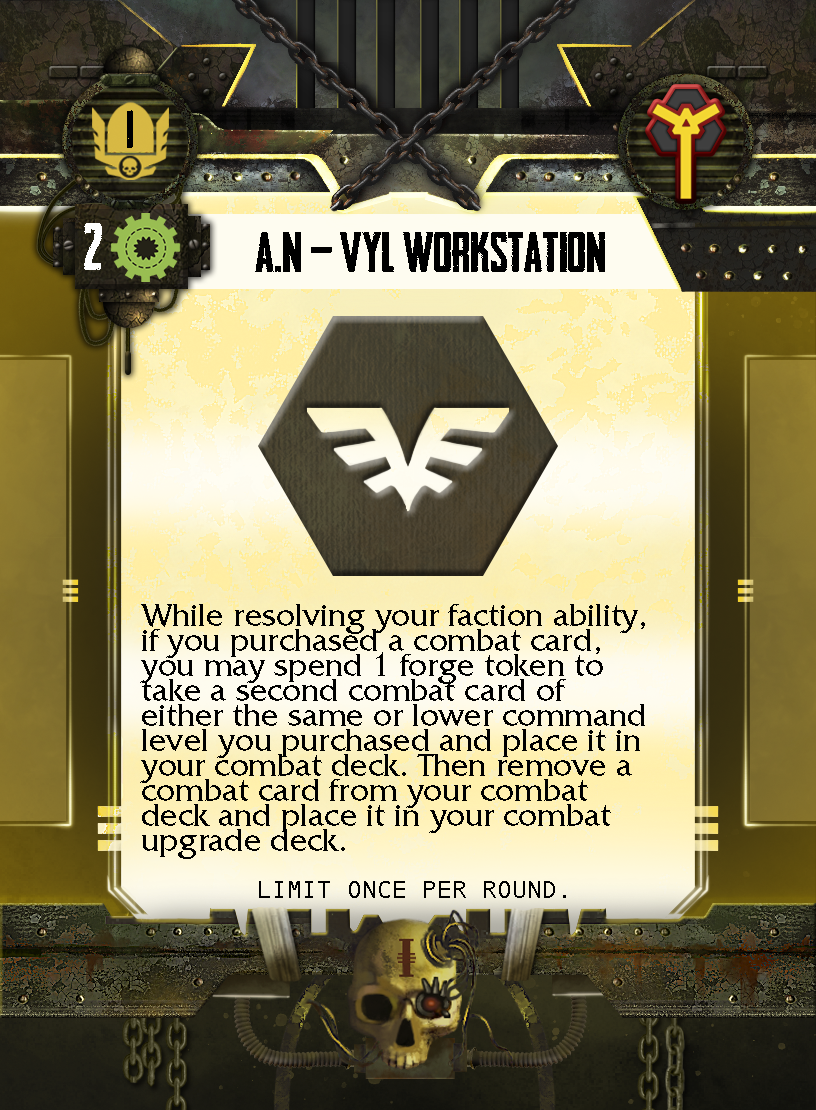 1
2
A.N – VYL WORKSTATION
While resolving your faction ability,
if you purchased a combat card,
you may spend 1 forge token to
take a second combat card of
either the same or lower command
level you purchased and place it in
your combat deck. Then remove a
combat card from your combat
deck and place it in your combat
upgrade deck.
LIMIT ONCE PER ROUND.
I